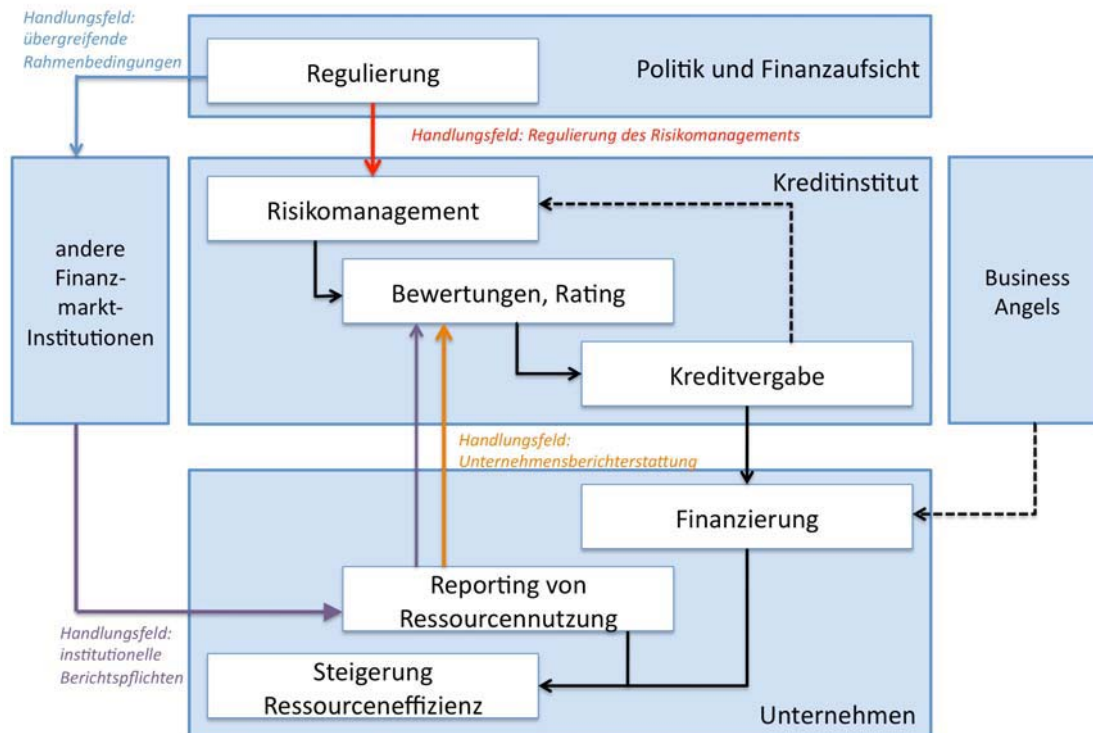 Handlungsfeld:
übergreifende
Rahmenbedingungen
Regulierung
Politik und Finanzaufsicht
Handlungsfeld: Regulierung des Risikomanagements
Kreditinstitut
Risikomanagement
andere
Finanz-
markt-
Institutionen
Bewertungen, Rating
Business
Angels
Kreditvergabe
Handlungsfeld:
Unternehmensberichterstattung
Finanzierung
Reporting von
Ressourcennutzung
Handlungsfeld:
institutionelle
Berichtspflichten
Steigerung
Ressourceneffizienz
Unternehmen